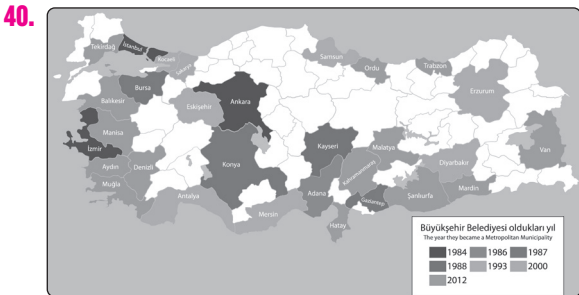 40.
Tekirdağ
İstanbul
Kocaeli
Sakarya
Samsun
Ordu
Trabzon
Balıkesir
Bursa
Eskişehir
Ankara
Erzurum
Manisa
İzmir
Konya
Kayseri
Malatya
Van
Aydın
Denizli
Kahramanmaraş
Diyarbakır
Muğla
Antalya
Mersin
Adana
Gaziantep
Şanlıurfa
Mardin
Hatay
Büyükşehir Belediyesi oldukları yıl
The year they became a Metropolitan Municipality
1984 1986 1987
1988 1993 2000
2012